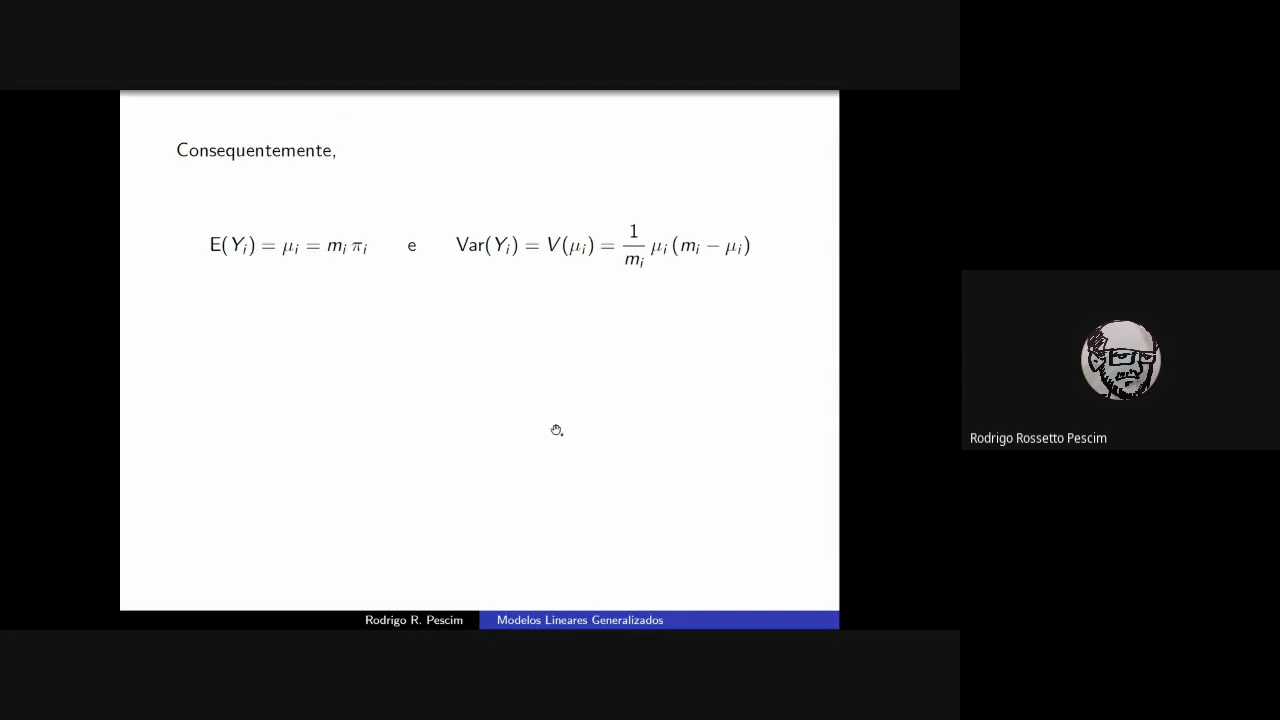 Consequentemente,
E(Y_i) = μ_i = m_i π_i e Var(Y_i) = V(μ_i) = \frac{1}{m_i} μ_i (m_i − μ_i)
Rodrigo R. Pescim Modelos Lineares Generalizados
Rodrigo Rossetto Pescim